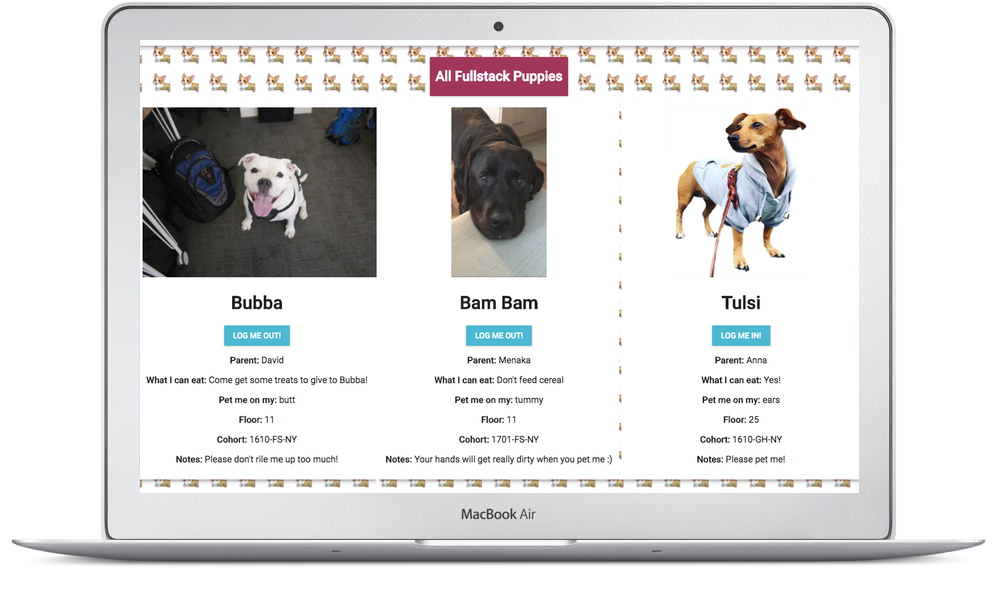 All Fullstack Puppies
Bubba
LOG ME OUT!
Parent: David
What I can eat: Come get some treats to give to Bubba!
Pet me on my: butt
Floor: 11
Cohort: 1610-FS-NY
Notes: Please don't rile me up too much!
Bam Bam
LOG ME OUT!
Parent: Menaka
What I can eat: Don't feed cereal
Pet me on my: tummy
Floor: 11
Cohort: 1701-FS-NY
Notes: Your hands will get really dirty when you pet me :)
Tulsi
LOG ME IN!
Parent: Anna
What I can eat: Yes!
Pet me on my: ears
Floor: 25
Cohort: 1610-GH-NY
Notes: Please pet me!
MacBook Air